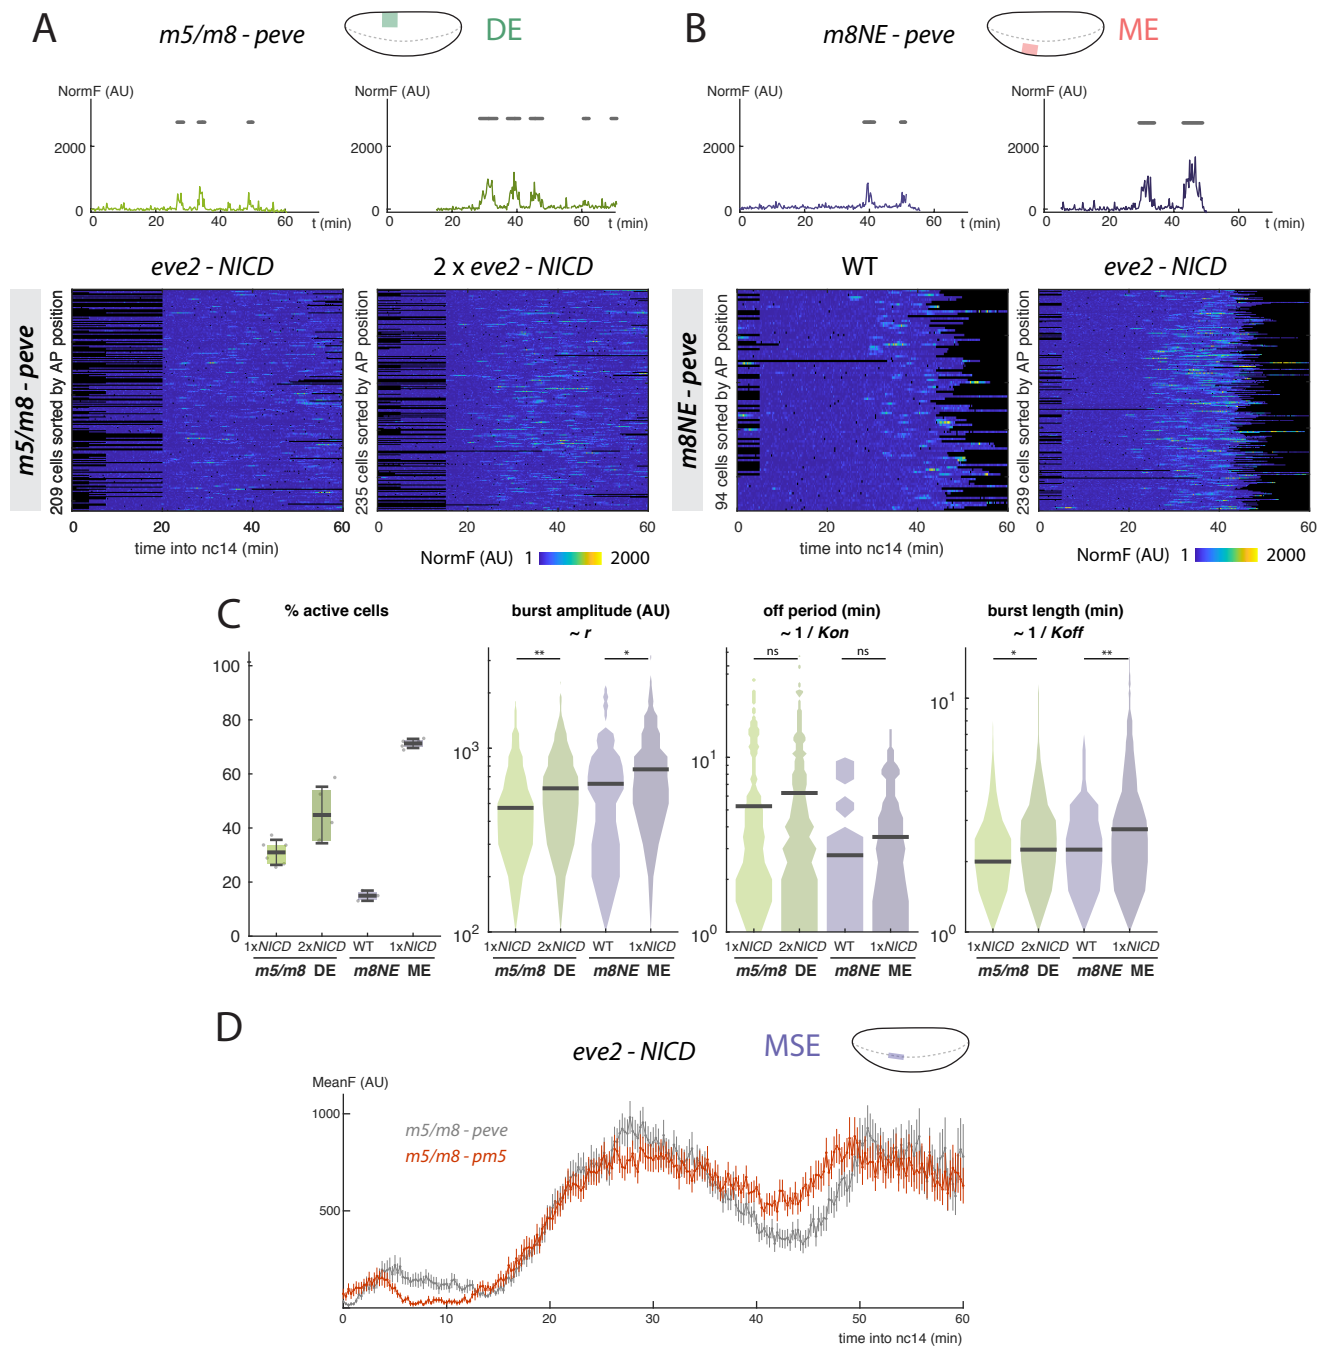 A
m5/m8 - peve
DE
B
m8NE - peve
ME
NormF (AU)
2000
0
0 20 40 60
t (min)
NormF (AU)
2000
0
20 40 60
t (min)
NormF (AU)
2000
0
0 20 40 60
t (min)
NormF (AU)
2000
0
20 40 60
t (min)
eve2 - NICD
2 x eve2 - NICD
WT
eve2 - NICD
m5/m8 - peve
209 cells sorted by AP position
235 cells sorted by AP position
m8NE - peve
94 cells sorted by AP position
239 cells sorted by AP position
0 20 40 60
0 20 40 60
0 20 40 60
0 20 40 60
time into nc14 (min)
NormF (AU) 1 2000
time into nc14 (min)
NormF (AU) 1 2000
C
% active cells
100
80
60
40
20
0
1xNICD 2xNICD WT 1xNICD
m5/m8 DE m8NE ME
burst amplitude (AU)
~ r
** *
10³
10²
1xNICD 2xNICD WT 1xNICD
m5/m8 DE m8NE ME
off period (min)
~ 1 / Kon
ns ns
10¹
10⁰
1xNICD 2xNICD WT 1xNICD
m5/m8 DE m8NE ME
burst length (min)
~ 1 / Koff
* **
10¹
10⁰
1xNICD 2xNICD WT 1xNICD
m5/m8 DE m8NE ME
D
eve2 - NICD
MSE
MeanF (AU)
1000
500
m5/m8 - peve
m5/m8 - pm5
0 10 20 30 40 50 60
time into nc14 (min)